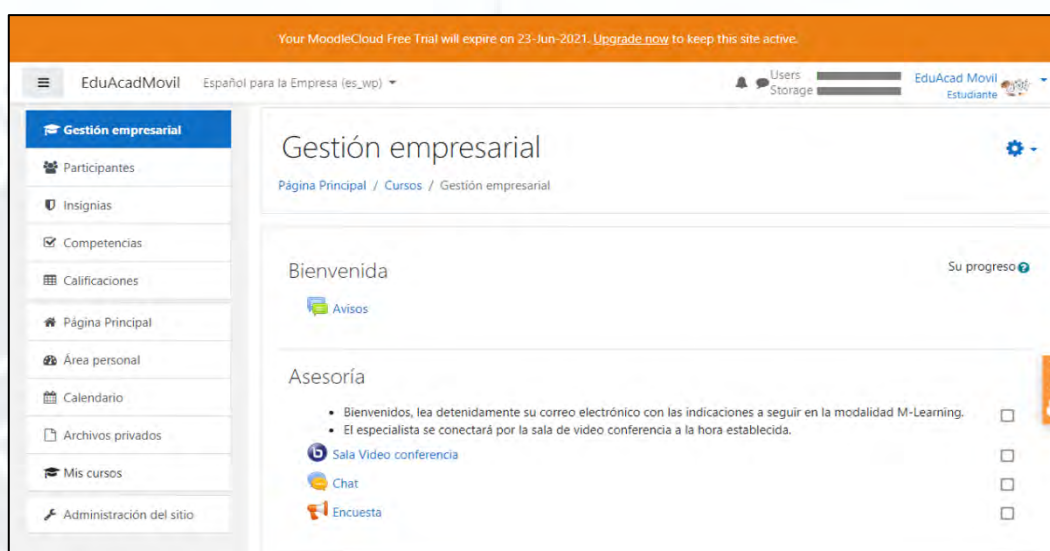 Your MoodleCloud Free Trial will expire on 23-Jun-2021. Upgrade now to keep this site active.
EduAcadMovil Español para la Empresa (es_wp)
Users
Storage
EduAcad Movil
Estudiante
Gestión empresarial
Participantes
Insignias
Competencias
Calificaciones
Página Principal
Área personal
Calendario
Archivos privados
Mis cursos
Administración del sitio
Gestión empresarial
Página Principal / Cursos / Gestión empresarial
Bienvenida
Su progreso
Avisos
Asesoría
• Bienvenidos, lea detenidamente su correo electrónico con las indicaciones a seguir en la modalidad M-Learning.
• El especialista se conectará por la sala de video conferencia a la hora establecida.
Sala Video conferencia
Chat
Encuesta